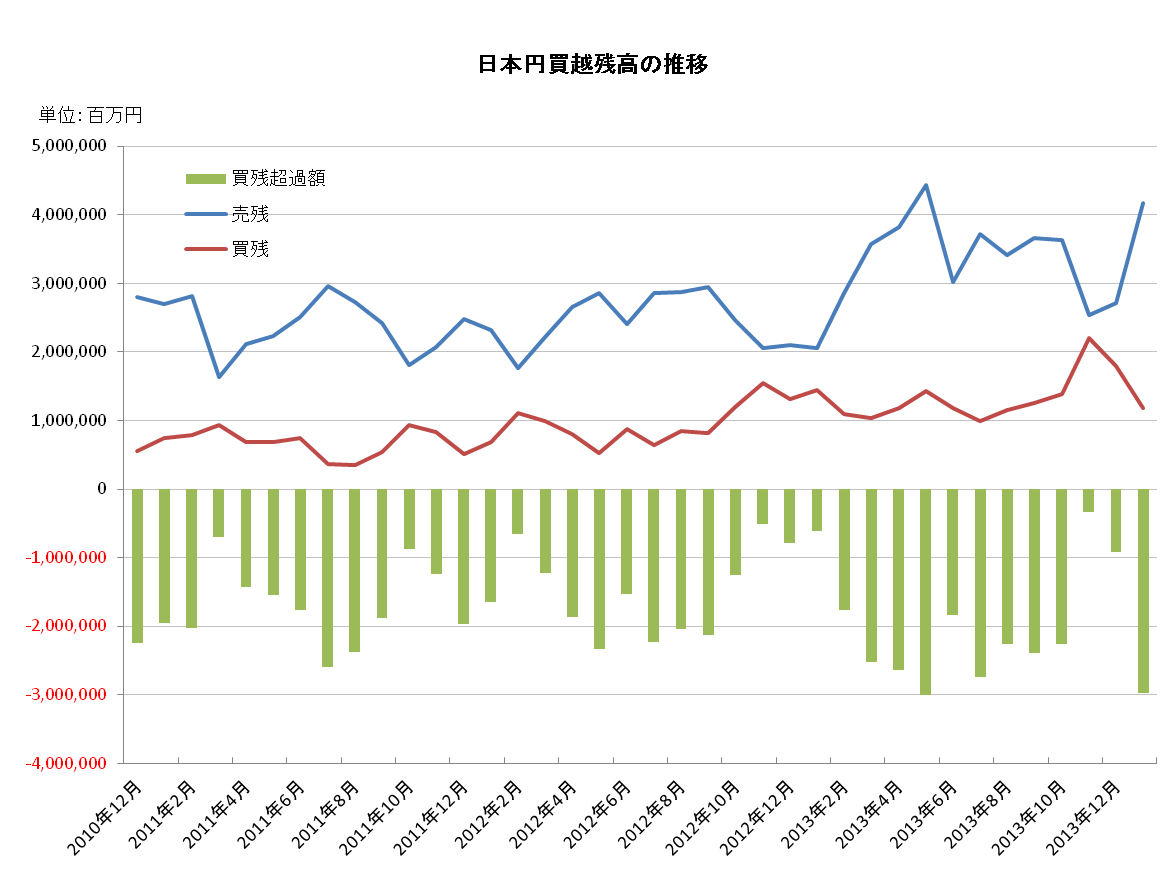 日本円買越残高の推移
単位：百万円
5,000,000
4,000,000
3,000,000
2,000,000
1,000,000
0
-1,000,000
-2,000,000
-3,000,000
-4,000,000
買残超過額
売残
買残
2010年12月
2011年2月
2011年4月
2011年6月
2011年8月
2011年10月
2011年12月
2012年2月
2012年4月
2012年6月
2012年8月
2012年10月
2012年12月
2013年2月
2013年4月
2013年6月
2013年8月
2013年10月
2013年12月